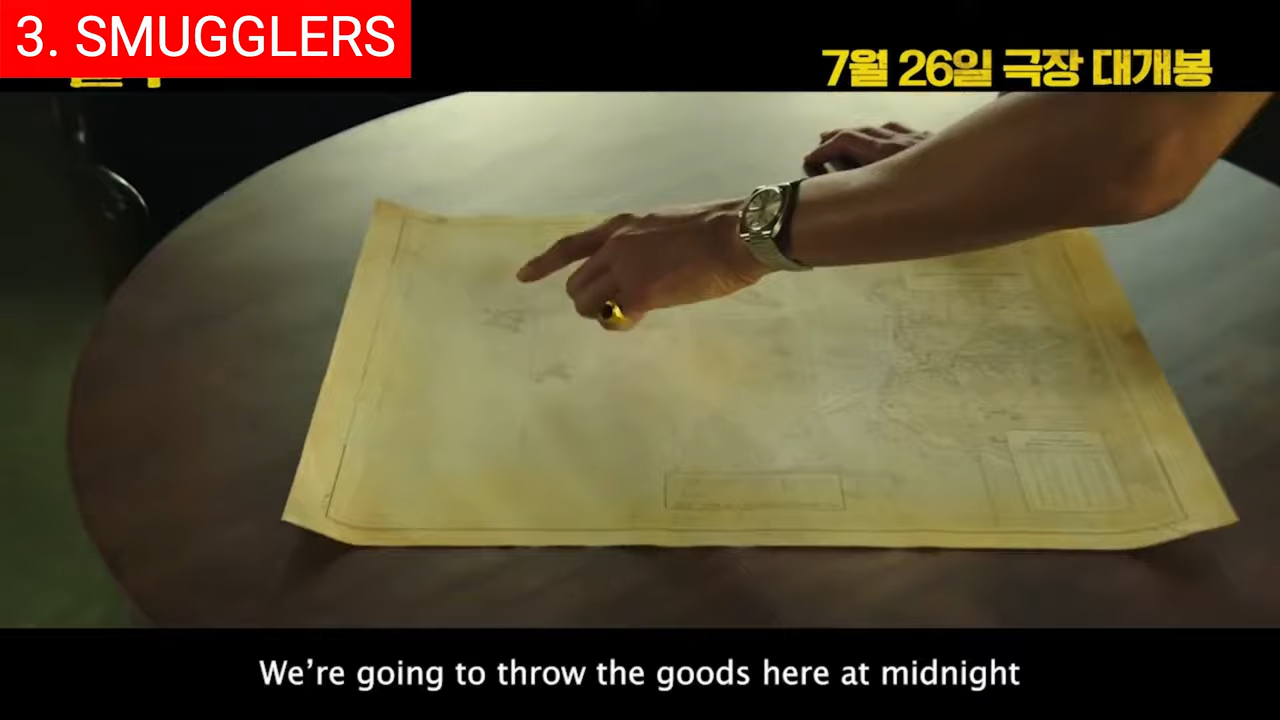 3. SMUGGLERS
7월 26일 극장 대개봉
We're going to throw the goods here at midnight